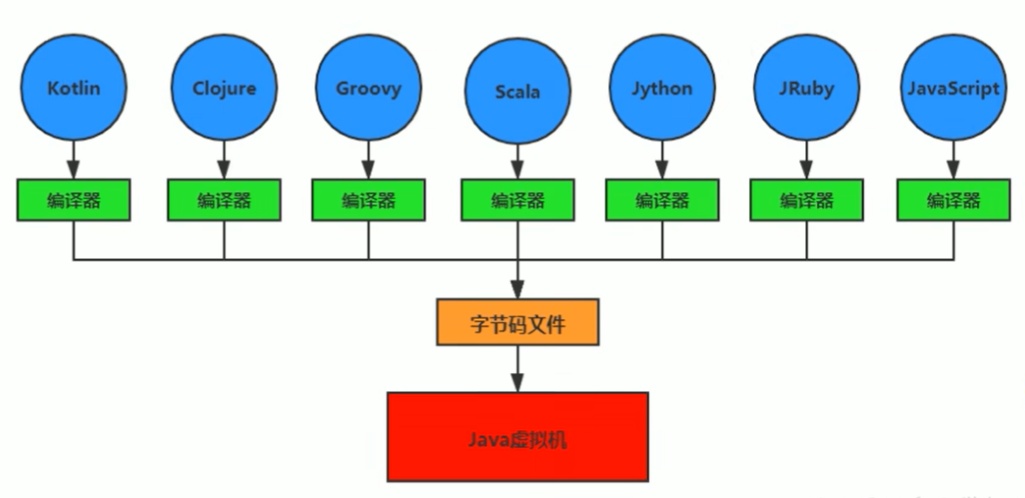 Kotlin
Clojure
Groovy
Scala
Jython
JRuby
JavaScript
编译器
编译器
编译器
编译器
编译器
编译器
编译器
字节码文件
Java虚拟机